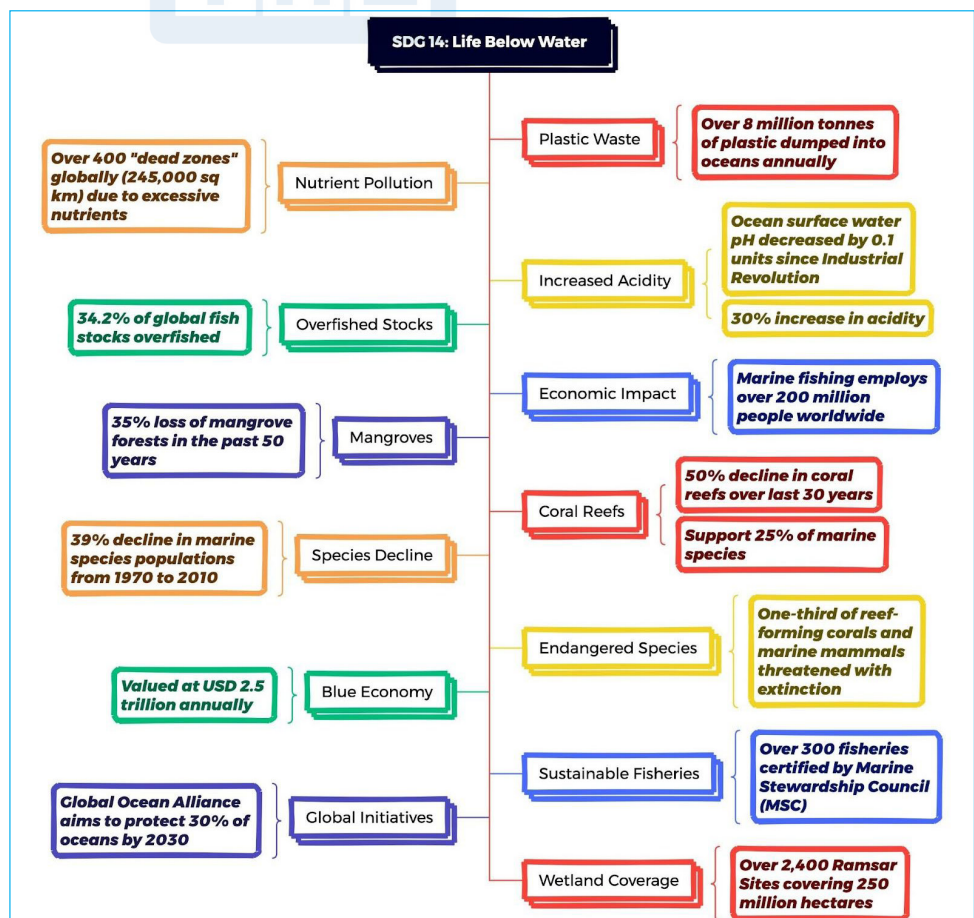 SDG 14: Life Below Water
Plastic Waste
Over 8 million tonnes
of plastic dumped into
oceans annually
Over 400 "dead zones"
globally (245,000 sq
km) due to excessive
nutrients
Nutrient Pollution
Increased Acidity
Ocean surface water
pH decreased by 0.1
units since Industrial
Revolution
30% increase in acidity
34.2% of global fish
stocks overfished
Overfished Stocks
Economic Impact
Marine fishing employs
over 200 million
people worldwide
35% loss of mangrove
forests in the past 50
years
Mangroves
Coral Reefs
50% decline in coral
reefs over last 30 years
Support 25% of marine
species
39% decline in marine
species populations
from 1970 to 2010
Species Decline
Endangered Species
One-third of reef-
forming corals and
marine mammals
threatened with
extinction
Valued at USD 2.5
trillion annually
Blue Economy
Sustainable Fisheries
Over 300 fisheries
certified by Marine
Stewardship Council
(MSC)
Global Ocean Alliance
aims to protect 30% of
oceans by 2030
Global Initiatives
Wetland Coverage
Over 2,400 Ramsar
Sites covering 250
million hectares